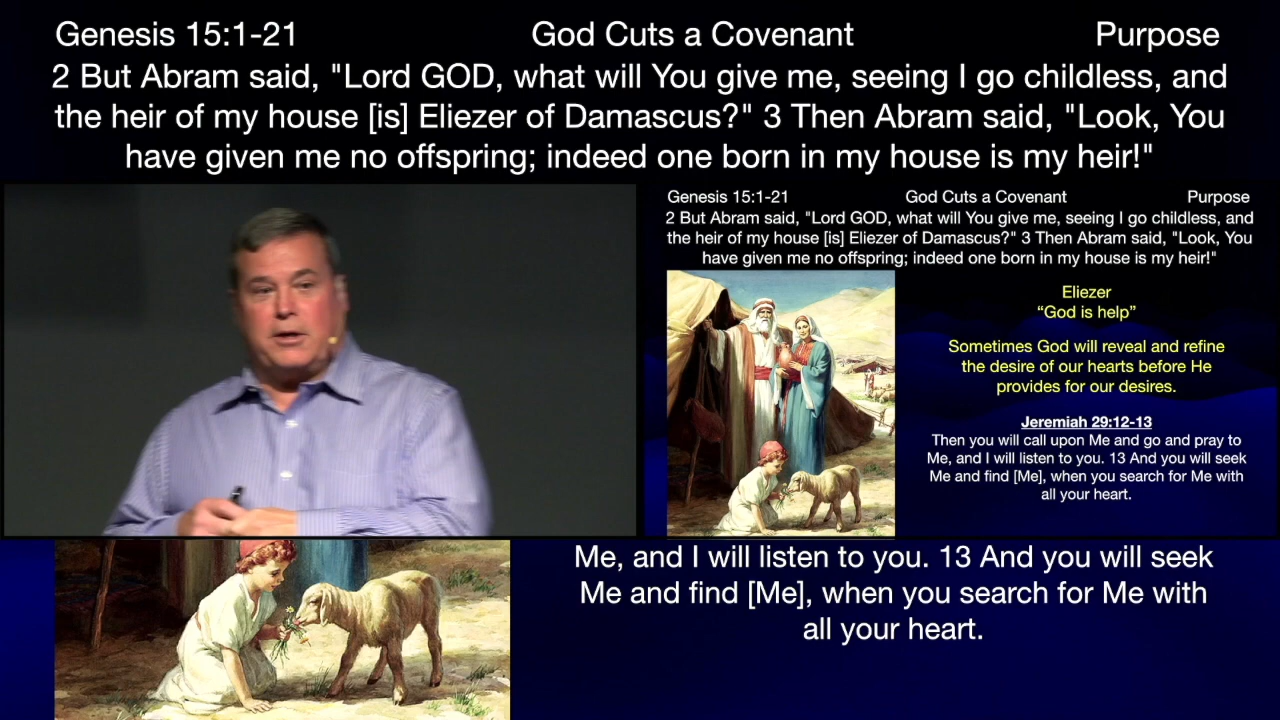 Genesis 15:1-21 God Cuts a Covenant Purpose
2 But Abram said, "Lord GOD, what will You give me, seeing I go childless, and
the heir of my house [is] Eliezer of Damascus?" 3 Then Abram said, "Look, You
have given me no offspring; indeed one born in my house is my heir!"
Genesis 15:1-21 God Cuts a Covenant Purpose
2 But Abram said, "Lord GOD, what will You give me, seeing I go childless, and
the heir of my house [is] Eliezer of Damascus?" 3 Then Abram said, "Look, You
have given me no offspring; indeed one born in my house is my heir!"
Eliezer
“God is help”
Sometimes God will reveal and refine
the desire of our hearts before He
provides for our desires.
Jeremiah 29:12-13
Then you will call upon Me and go and pray to
Me, and I will listen to you. 13 And you will seek
Me and find [Me], when you search for Me with
all your heart.
Me, and I will listen to you. 13 And you will seek
Me and find [Me], when you search for Me with
all your heart.